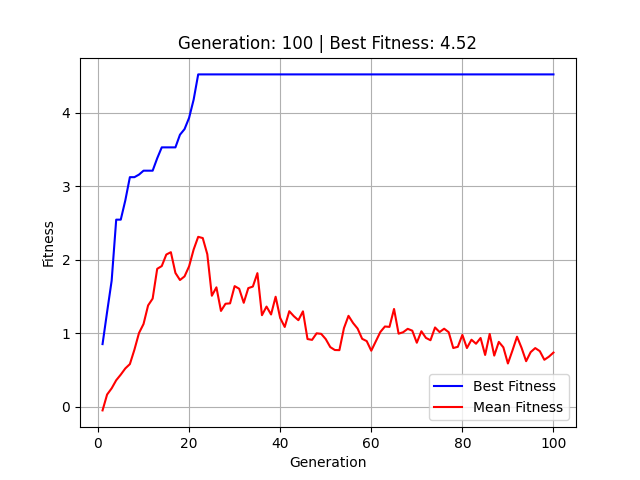 Generation: 100 | Best Fitness: 4.52
Fitness
4
3
2
1
0
0 20 40 60 80 100
Generation
Best Fitness
Mean Fitness